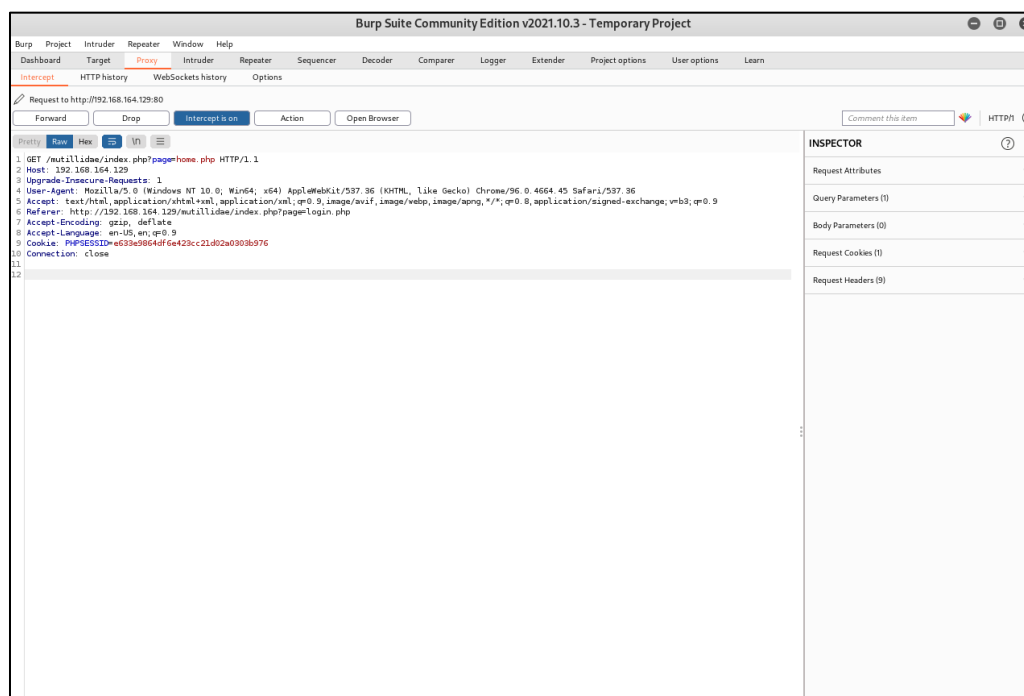 Burp Suite Community Edition v2021.10.3 - Temporary Project
Burp Project Intruder Repeater Window Help
Dashboard Target Proxy Intruder Repeater Sequencer Decoder Comparer Logger Extender Project options User options Learn
Intercept HTTP history WebSockets history Options
Request to http://192.168.164.129:80
Forward Drop Intercept is on Action Open Browser Comment this item HTTP/1
Pretty Raw Hex \n
INSPECTOR ?
1 GET /mutillidae/index.php?page=home.php HTTP/1.1
2 Host: 192.168.164.129
3 Upgrade-Insecure-Requests: 1
4 User-Agent: Mozilla/5.0 (Windows NT 10.0; Win64; x64) AppleWebKit/537.36 (KHTML, like Gecko) Chrome/96.0.4664.45 Safari/537.36
5 Accept: text/html,application/xhtml+xml,application/xml;q=0.9,image/avif,image/webp,image/apng,*/*;q=0.8,application/signed-exchange;v=b3;q=0.9
6 Referer: http://192.168.164.129/mutillidae/index.php?page=login.php
7 Accept-Encoding: gzip, deflate
8 Accept-Language: en-US,en;q=0.9
9 Cookie: PHPSESSID=e633e9864df6e423cc21d02a0303b976
10 Connection: close
11
12
Request Attributes
Query Parameters (1)
Body Parameters (0)
Request Cookies (1)
Request Headers (9)